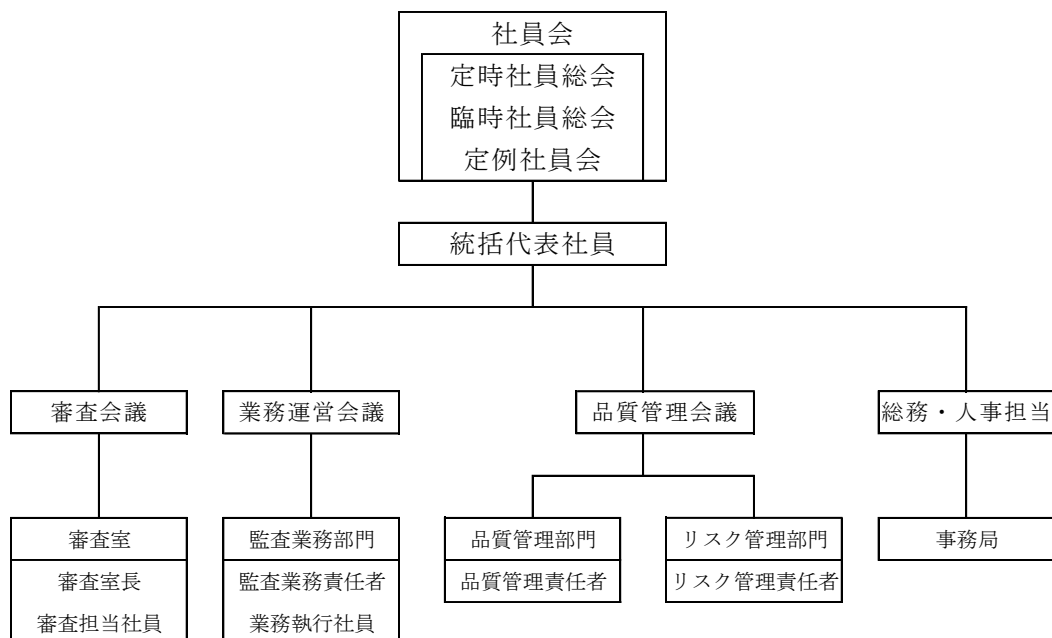 社員会
定時社員総会
臨時社員総会
定例社員会
統括代表社員
審査会議
業務運営会議
品質管理会議
総務・人事担当
審査室
審査室長
審査担当社員
監査業務部門
監査業務責任者
業務執行社員
品質管理部門
品質管理責任者
リスク管理部門
リスク管理責任者
事務局